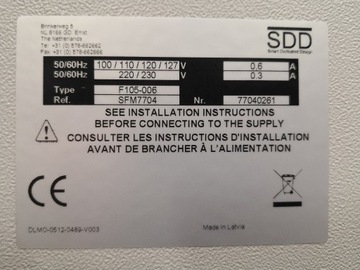 Brinkerweg 5
NL 8166 GD Emst
The Netherlands
Tel +31 (0) 578-662662
Fax +31 (0) 578-662666
SDD
Smart Dedicated Design
50/60Hz 100 / 110 / 120 / 127 V 0,6 A
50/60Hz 220 / 230 V 0.3 A
Type F105-006
Ref. SFM7704 Nr. 77040261
SEE INSTALLATION INSTRUCTIONS
BEFORE CONNECTING TO THE SUPPLY
CONSULTER LES INSTRUCTIONS D'INSTALLATION
AVANT DE BRANCHER À L'ALIMENTATION
CE
DLMO-0512-0469-V003
Made in Latvia